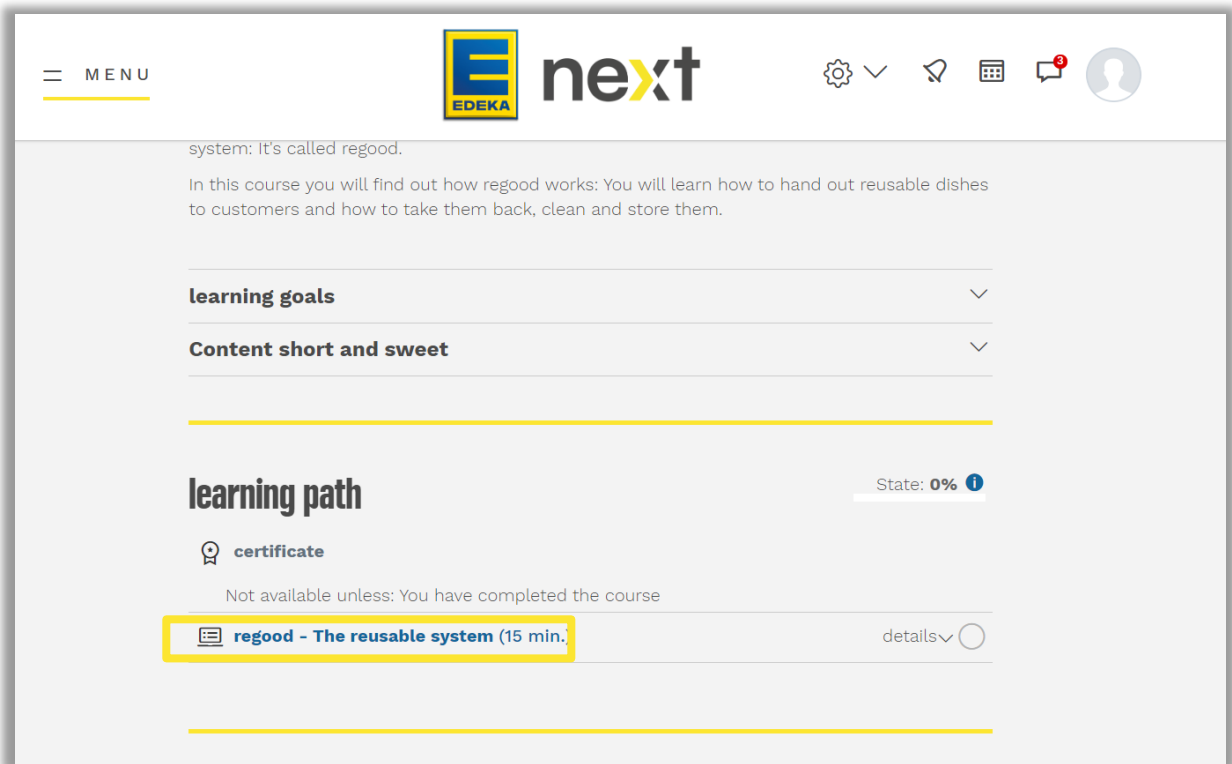 MENU
EDEKA
next
3
system: It's called regood.
In this course you will find out how regood works: You will learn how to hand out reusable dishes
to customers and how to take them back, clean and store them.
learning goals
Content short and sweet
learning path
State: 0% i
certificate
Not available unless: You have completed the course
regood - The reusable system (15 min.)
details